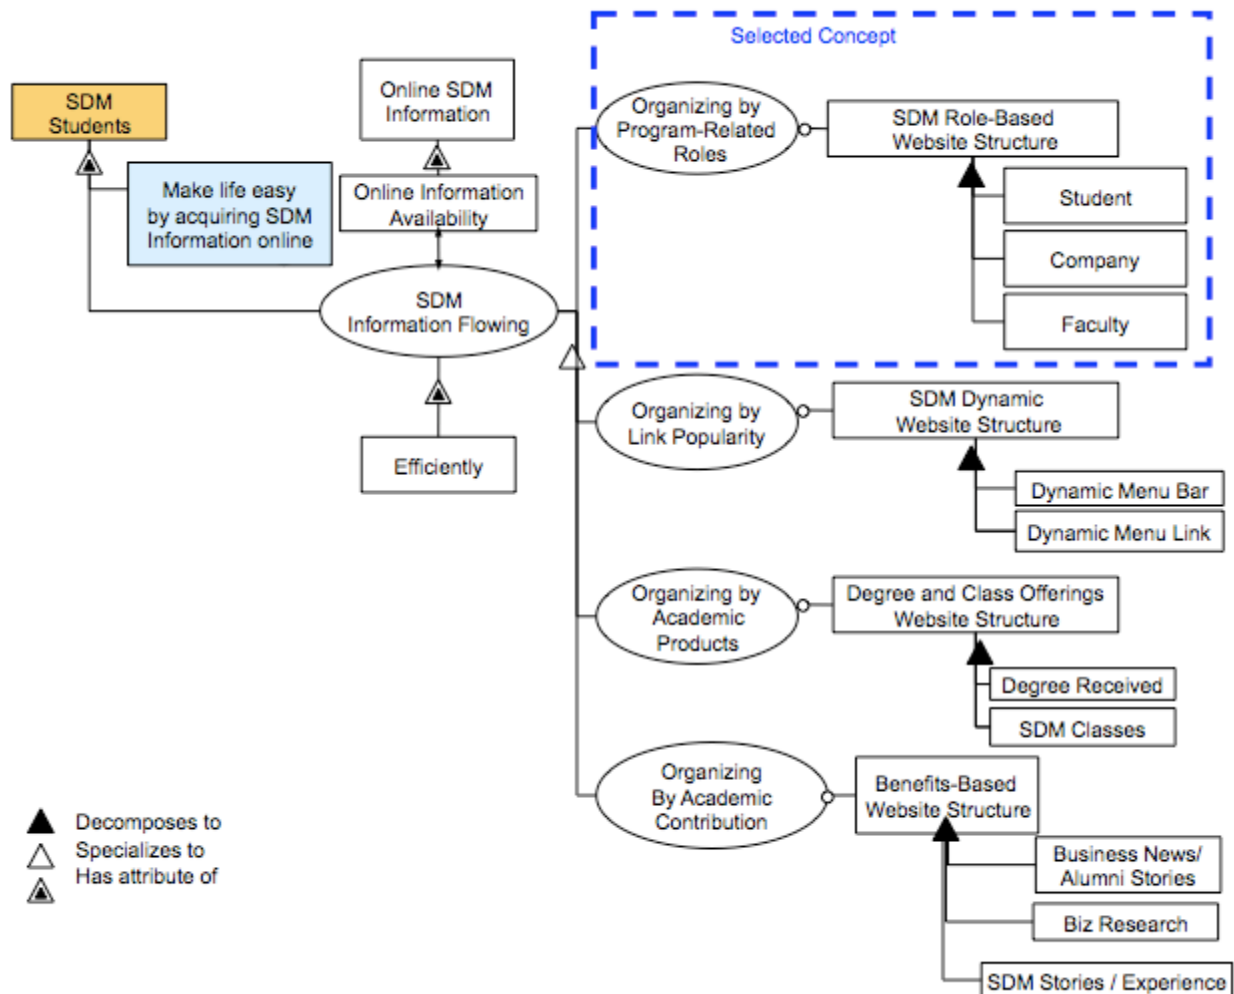 Selected Concept
SDM
Students
Online SDM
Information
Organizing by
Program-Related
Roles
SDM Role-Based
Website Structure
Make life easy
by acquiring SDM
Information online
Online Information
Availability
Student
Company
Faculty
SDM
Information Flowing
Efficiently
Organizing by
Link Popularity
SDM Dynamic
Website Structure
Dynamic Menu Bar
Dynamic Menu Link
Organizing by
Academic
Products
Degree and Class Offerings
Website Structure
Degree Received
SDM Classes
Organizing
By Academic
Contribution
Benefits-Based
Website Structure
Business News/
Alumni Stories
Biz Research
SDM Stories / Experience
Decomposes to
Specializes to
Has attribute of